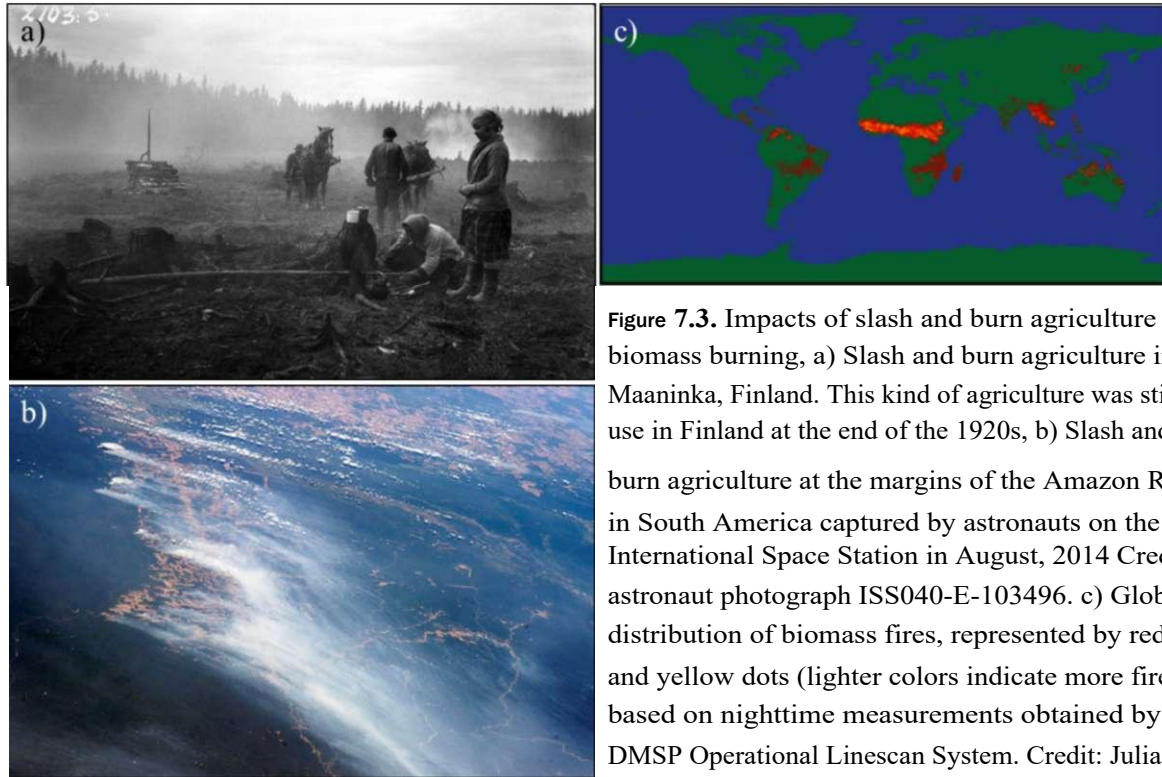 2103:5.
a)
c)
b)
Figure 7.3. Impacts of slash and burn agriculture
biomass burning, a) Slash and burn agriculture i
Maaninka, Finland. This kind of agriculture was sti
use in Finland at the end of the 1920s, b) Slash and
burn agriculture at the margins of the Amazon R
in South America captured by astronauts on the
International Space Station in August, 2014 Cre
astronaut photograph ISS040-E-103496. c) Glob
distribution of biomass fires, represented by red
and yellow dots (lighter colors indicate more fire
based on nighttime measurements obtained by
DMSP Operational Linescan System. Credit: Julia